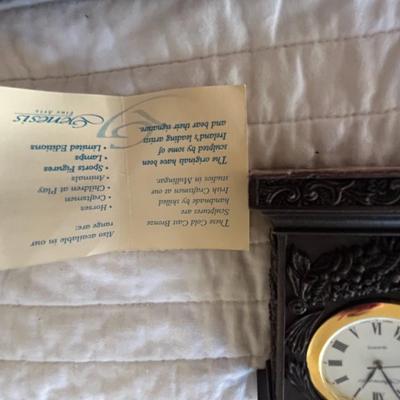 These Cold Cast Bronze
Sculptures are
handmade by skilled
Irish Craftsmen at our
studios in Mullingar.
The originals have been
sculpted by some of
Ireland's leading artists
and bear their signature.
Also available in our
range are:
• Horses
• Craftsmen
• Children at Play
• Animals
• Sports Figures
• Lamps
• Limited Editions
Genesis
Fine Arts